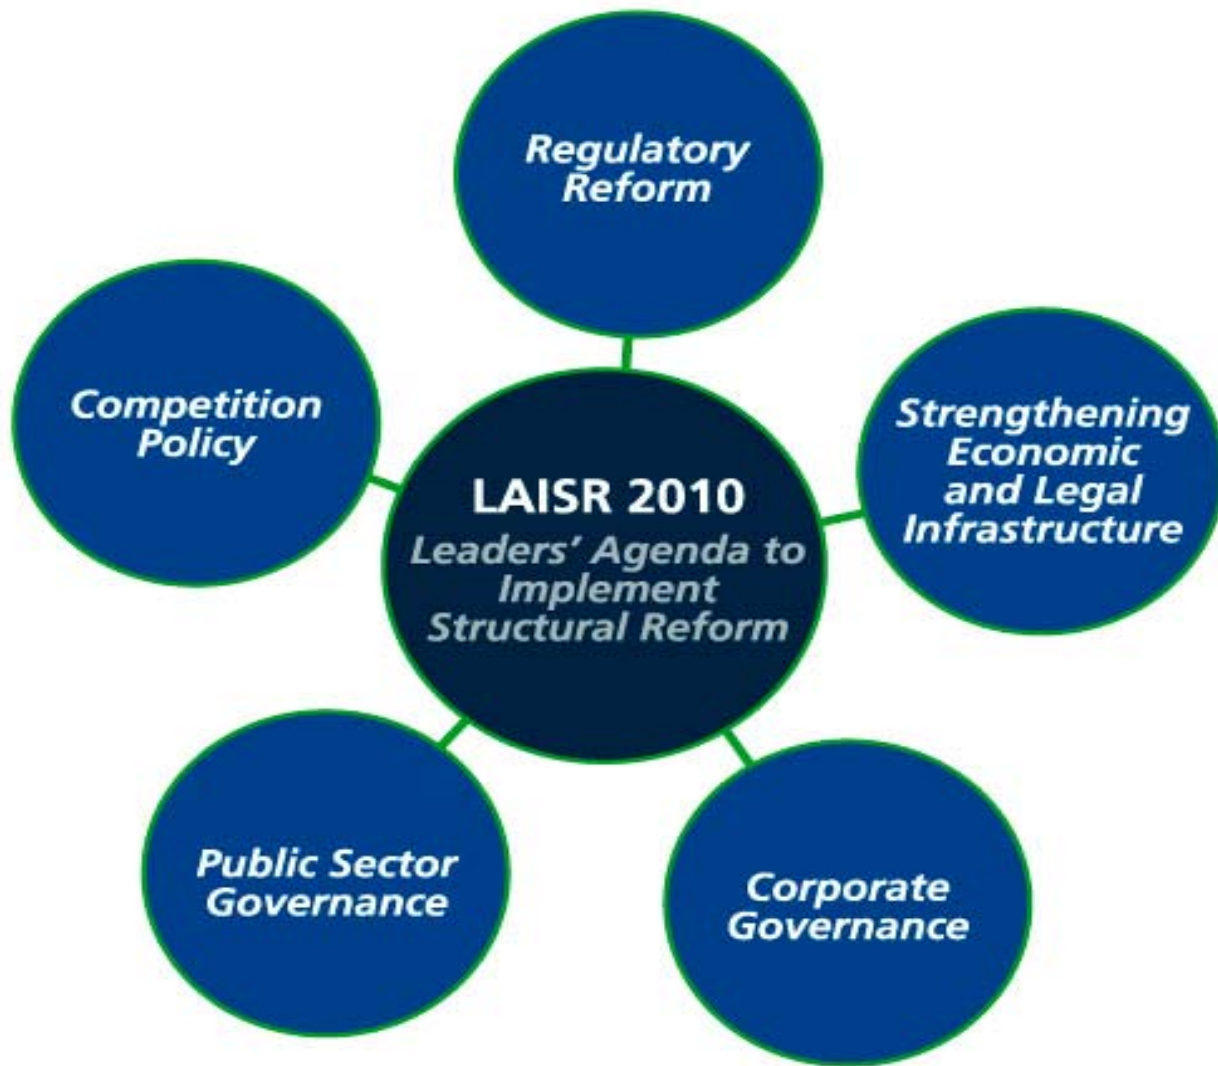 Regulatory
Reform
Competition
Policy
Strengthening
Economic
and Legal
Infrastructure
LAISR 2010
Leaders’ Agenda to
Implement
Structural Reform
Public Sector
Governance
Corporate
Governance